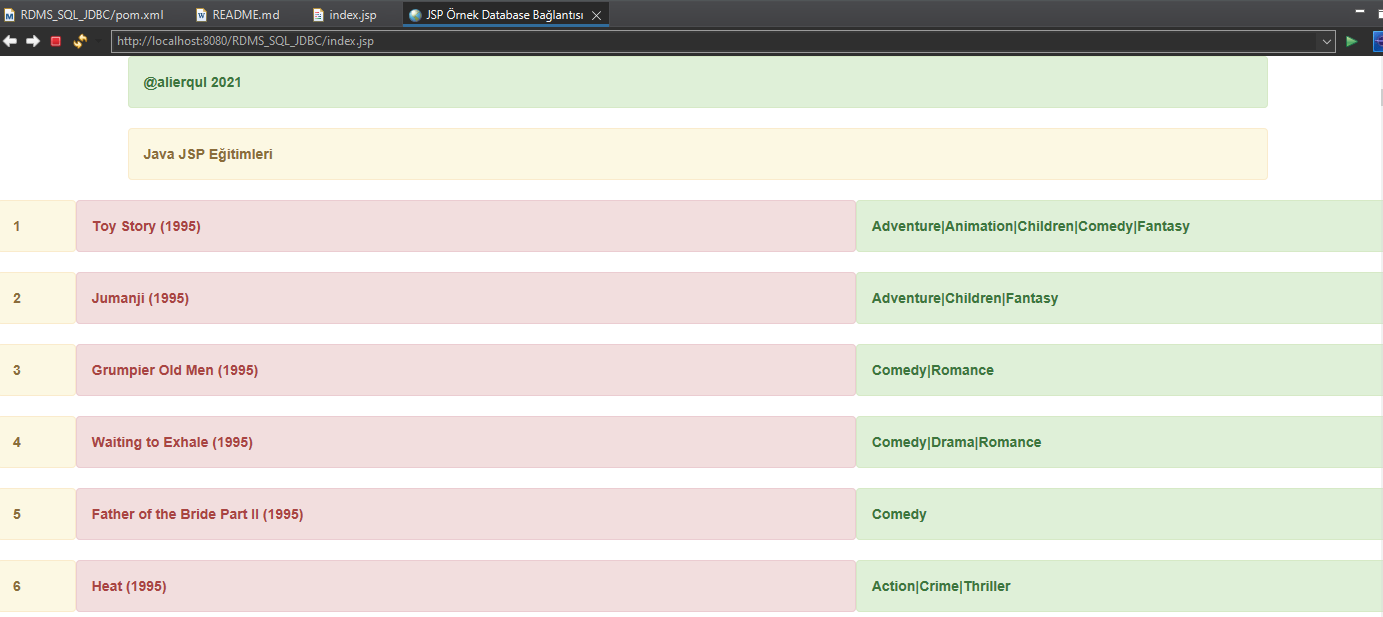 RDMS_SQL_JDBC/pom.xml README.md index.jsp JSP Örnek Database Bağlantısı
http://localhost:8080/RDMS_SQL_JDBC/index.jsp
@alierqul 2021
Java JSP Eğitimleri
1 Toy Story (1995) Adventure|Animation|Children|Comedy|Fantasy
2 Jumanji (1995) Adventure|Children|Fantasy
3 Grumpier Old Men (1995) Comedy|Romance
4 Waiting to Exhale (1995) Comedy|Drama|Romance
5 Father of the Bride Part II (1995) Comedy
6 Heat (1995) Action|Crime|Thriller